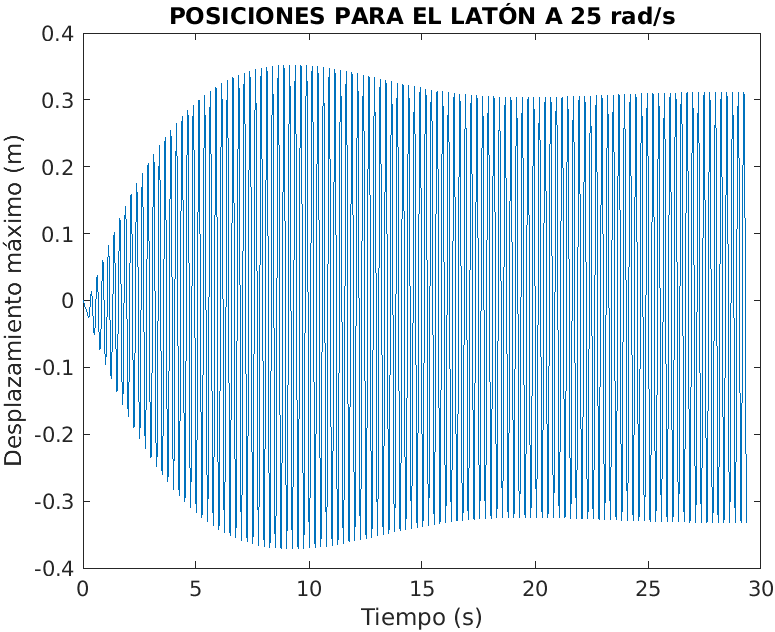 POSICIONES PARA EL LATÓN A 25 rad/s
Desplazamiento máximo (m)
0.4
0.3
0.2
0.1
0
-0.1
-0.2
-0.3
-0.4
0 5 10 15 20 25 30
Tiempo (s)